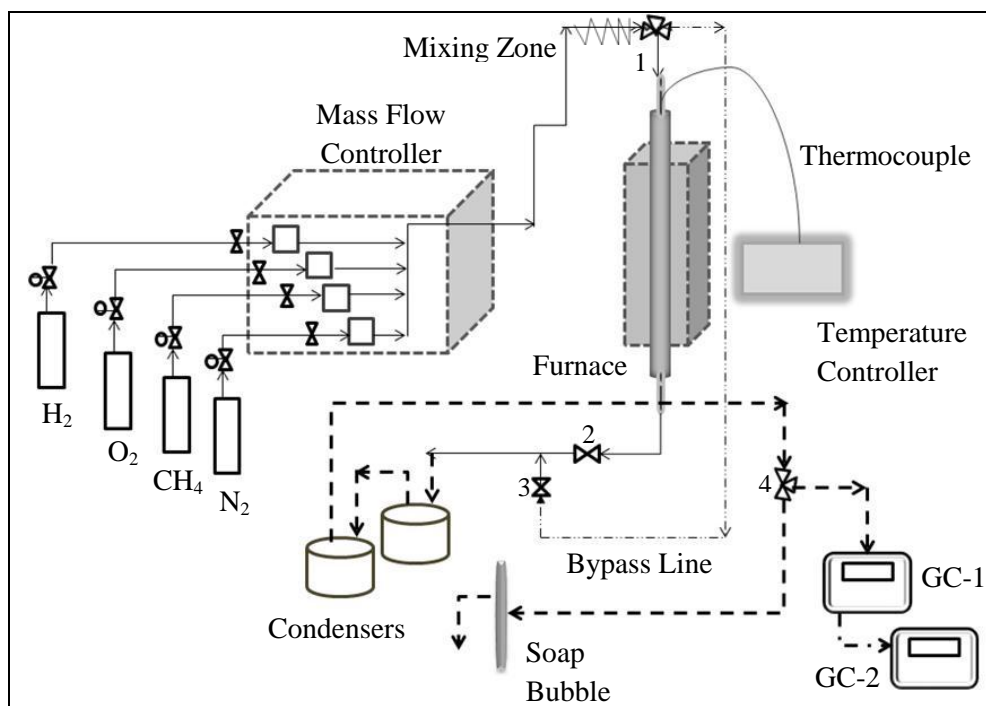 Mixing Zone
1
Mass Flow
Controller
Thermocouple
Temperature
Controller
Furnace
H₂
O₂
CH₄
N₂
2
3
4
Bypass Line
GC-1
Condensers
Soap
Bubble
GC-2